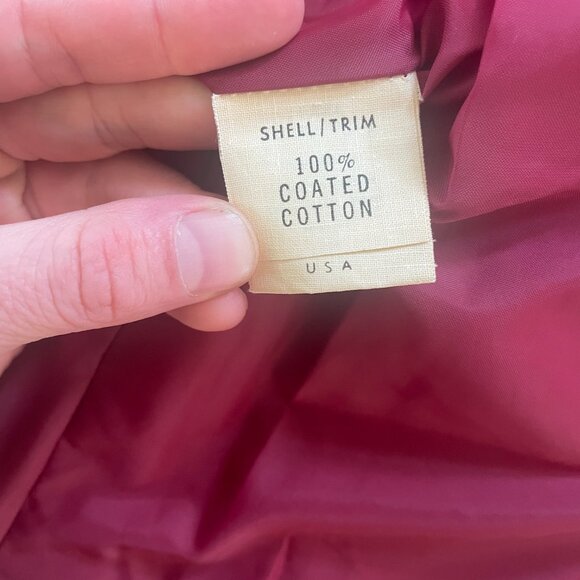 SHELL/TRIM
100%
COATED
COTTON
USA